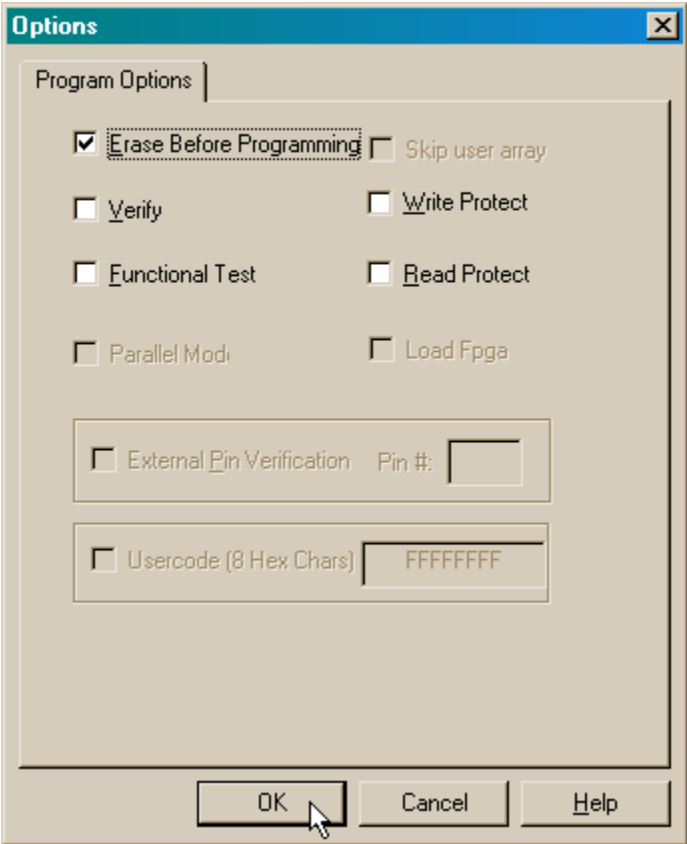 Options
Program Options
Erase Before Programming
Skip user array
Verify
Write Protect
Functional Test
Read Protect
Parallel Mod
Load Fpga
External Pin Verification Pin #:
Usercode (8 Hex Chars) FFFFFFFF
OK Cancel Help